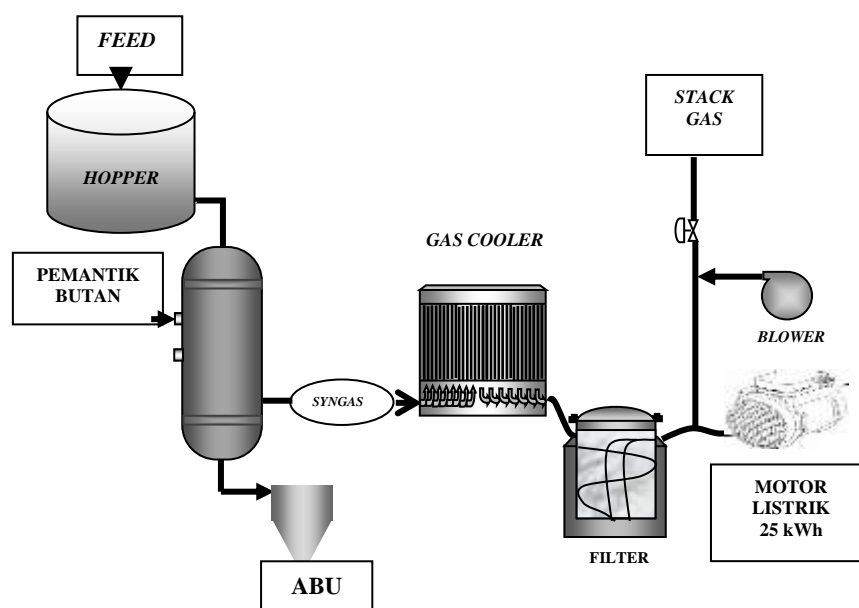 FEED
HOPPER
PEMANTIK
BUTAN
SYNGAS
ABU
GAS COOLER
FILTER
STACK
GAS
BLOWER
MOTOR
LISTRIK
25 kWh